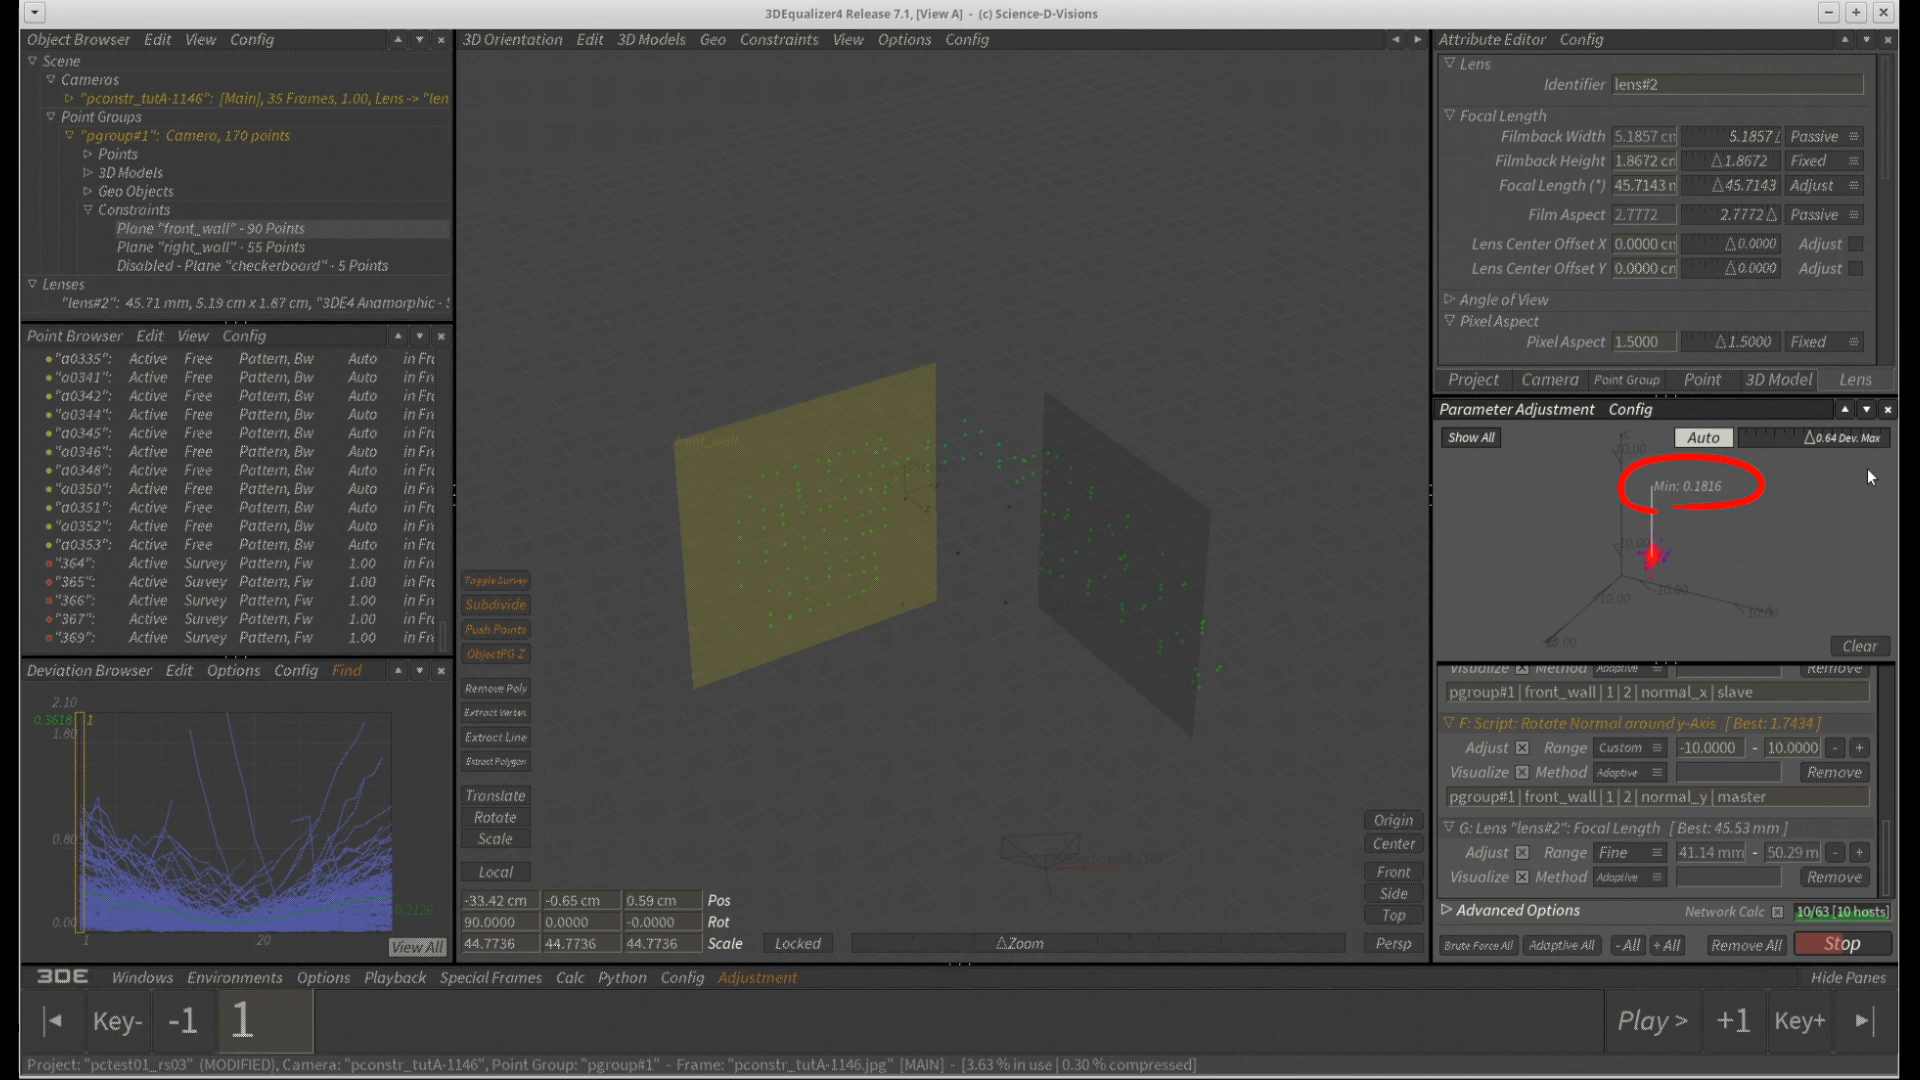 3DEqualizer4 Release 7.1, [View A] - (c) Science-D-Visions
Object Browser Edit View Config
Scene
Cameras
"pconstr_tutA-1146": [Main], 35 Frames, 1.00, Lens -> "len
Point Groups
"pgroup#1": Camera, 170 points
Points
3D Models
Geo Objects
Constraints
Plane "front_wall" - 90 Points
Plane "right_wall" - 55 Points
Disabled - Plane "checkerboard" - 5 Points
Lenses
"lens#2": 45.71 mm, 5.19 cm x 1.87 cm, "3DE4 Anamorphic -
Point Browser Edit View Config
"a0335": Active Free Pattern, Bw Auto in Fr
"a0341": Active Free Pattern, Bw Auto in Fr
"a0342": Active Free Pattern, Bw Auto in Fr
"a0344": Active Free Pattern, Bw Auto in Fr
"a0345": Active Free Pattern, Bw Auto in Fr
"a0346": Active Free Pattern, Bw Auto in Fr
"a0348": Active Free Pattern, Bw Auto in Fr
"a0350": Active Free Pattern, Bw Auto in Fr
"a0351": Active Free Pattern, Bw Auto in Fr
"a0352": Active Free Pattern, Bw Auto in Fr
"a0353": Active Free Pattern, Bw Auto in Fr
"364": Active Survey Pattern, Fw 1.00 in Fr
"365": Active Survey Pattern, Fw 1.00 in Fr
"366": Active Survey Pattern, Fw 1.00 in Fr
"367": Active Survey Pattern, Fw 1.00 in Fr
"369": Active Survey Pattern, Fw 1.00 in Fr
Deviation Browser Edit Options Config Find
2.10
0.3618 1
1.80
0.80
0.2126
0.00
1 20
View All
3D Orientation Edit 3D Models Geo Constraints View Options Config
front_wall
Toggle Survey
Subdivide
Push Points
ObjectPG Z
Remove Poly
Extract Vertex
Extract Line
Extract Polygon
Translate
Rotate
Scale
Local
-33.42 cm -0.65 cm 0.59 cm Pos
90.0000 0.0000 -0.0000 Rot
44.7736 44.7736 44.7736 Scale
Locked
Zoom
Origin
Center
Front
Side
Top
Persp
Attribute Editor Config
Lens
Identifier lens#2
Focal Length
Filmback Width 5.1857 cm 5.1857 Passive
Filmback Height 1.8672 cm 1.8672 Fixed
Focal Length (*) 45.7143 m 45.7143 Adjust
Film Aspect 2.7772 2.7772 Passive
Lens Center Offset X 0.0000 cm 0.0000 Adjust
Lens Center Offset Y 0.0000 cm 0.0000 Adjust
Angle of View
Pixel Aspect
Pixel Aspect 1.5000 1.5000 Fixed
Project Camera Point Group Point 3D Model Lens
Parameter Adjustment Config
Show All Auto 0.64 Dev. Max
Min: 0.1816
Clear
Visualize Method Adaptive Remove
pgroup#1 | front_wall | 1 | 2 | normal_x | slave
F: Script: Rotate Normal around y-Axis [ Best: 1.7434 ]
Adjust Range Custom -10.0000 - 10.0000 - +
Visualize Method Adaptive Remove
pgroup#1 | front_wall | 1 | 2 | normal_y | master
G: Lens "lens#2": Focal Length [ Best: 45.53 mm ]
Adjust Range Fine 41.14 mm - 50.29 m - +
Visualize Method Adaptive Remove
Advanced Options Network Calc 10/63 [10 hosts]
Brute Force All Adaptive All - All + All Remove All Stop
3DE Windows Environments Options Playback Special Frames Calc Python Config Adjustment Hide Panes
Key- -1 1 Play > +1 Key+
Project: "pctest01_rs03" (MODIFIED), Camera: "pconstr_tutA-1146", Point Group: "pgroup#1" - Frame: "pconstr_tutA-1146.jpg" [MAIN] - [3.63 % in use | 0.30 % compressed]